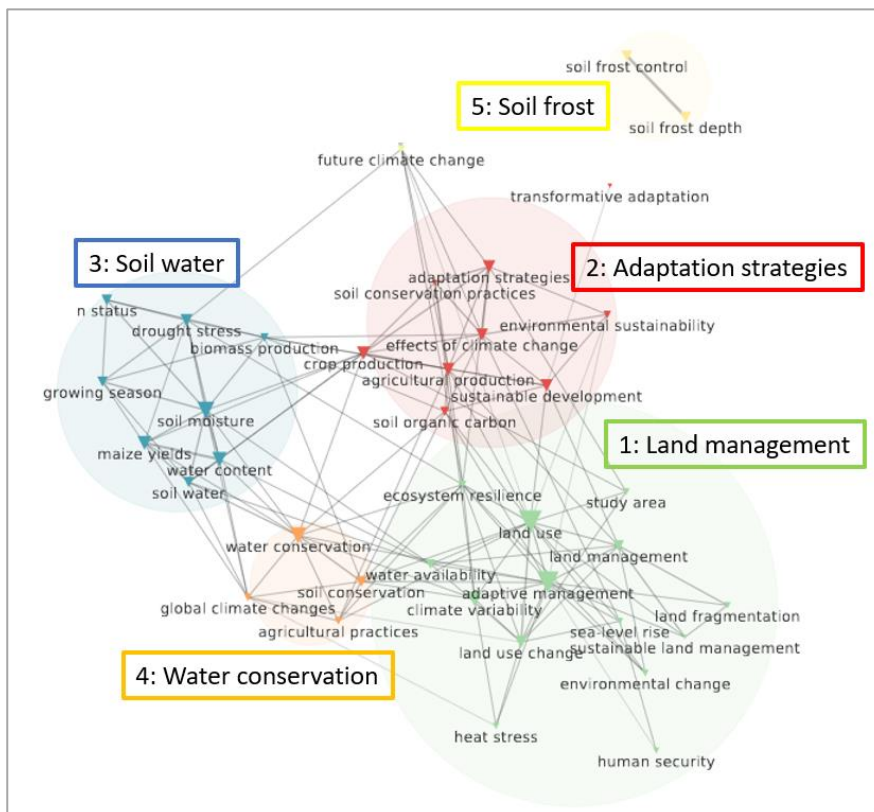 soil frost control
5: Soil frost
soil frost depth
future climate change
transformative adaptation
3: Soil water
2: Adaptation strategies
adaptation strategies
soil conservation practices
n status
drought stress
environmental sustainability
biomass production
effects of climate change
crop production
agricultural production
growing season
sustainable development
soil moisture
soil organic carbon
1: Land management
maize yields
water content
soil water
ecosystem resilience
study area
land use
water conservation
land management
water availability
soil conservation
adaptive management
global climate changes
climate variability
land fragmentation
agricultural practices
sea-level rise
sustainable land management
land use change
4: Water conservation
environmental change
heat stress
human security